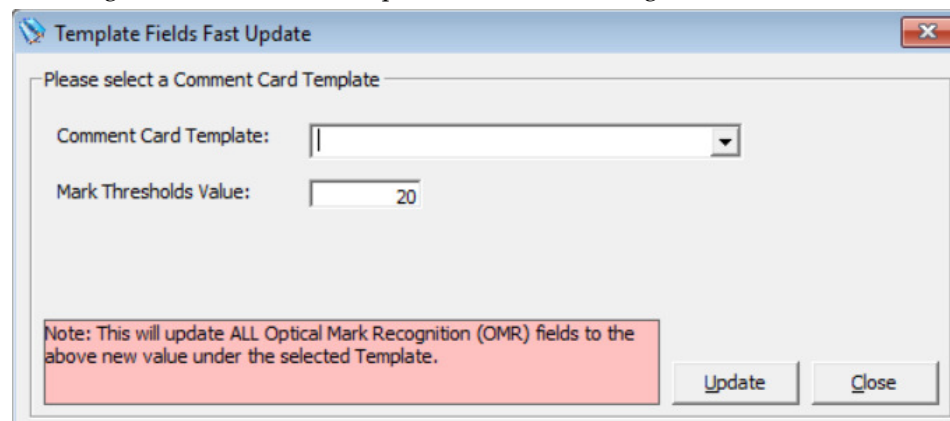 Template Fields Fast Update
Please select a Comment Card Template
Comment Card Template:
Mark Thresholds Value: 20
Note: This will update ALL Optical Mark Recognition (OMR) fields to the
above new value under the selected Template.
Update Close